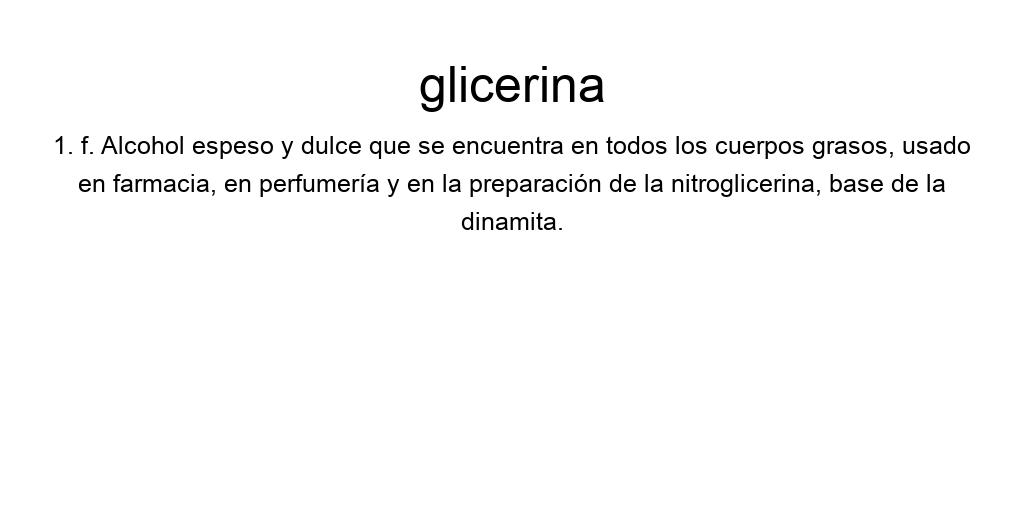 glicerina
1. f. Alcohol espeso y dulce que se encuentra en todos los cuerpos grasos, usado
en farmacia, en perfumería y en la preparación de la nitroglicerina, base de la
dinamita.